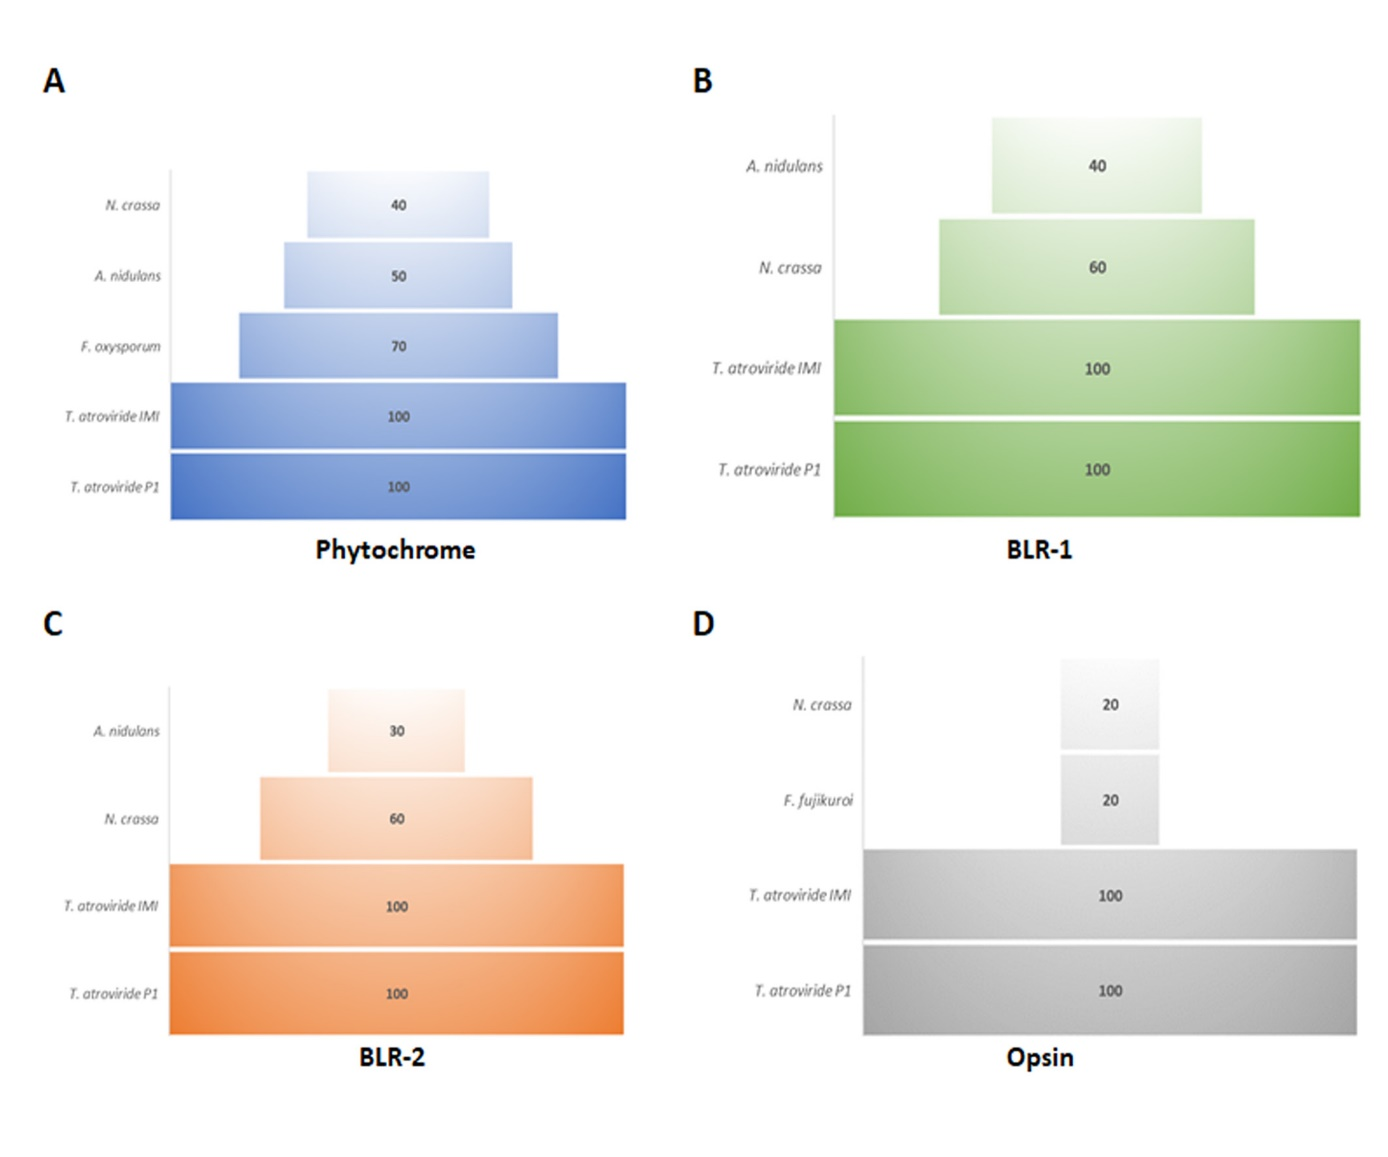 A
N. crassa 40
A. nidulans 50
F. oxysporum 70
T. atroviride IMI 100
T. atroviride P1 100
Phytochrome
B
A. nidulans 40
N. crassa 60
T. atroviride IMI 100
T. atroviride P1 100
BLR-1
C
A. nidulans 30
N. crassa 60
T. atroviride IMI 100
T. atroviride P1 100
BLR-2
D
N. crassa 20
F. fujikuroi 20
T. atroviride IMI 100
T. atroviride P1 100
Opsin